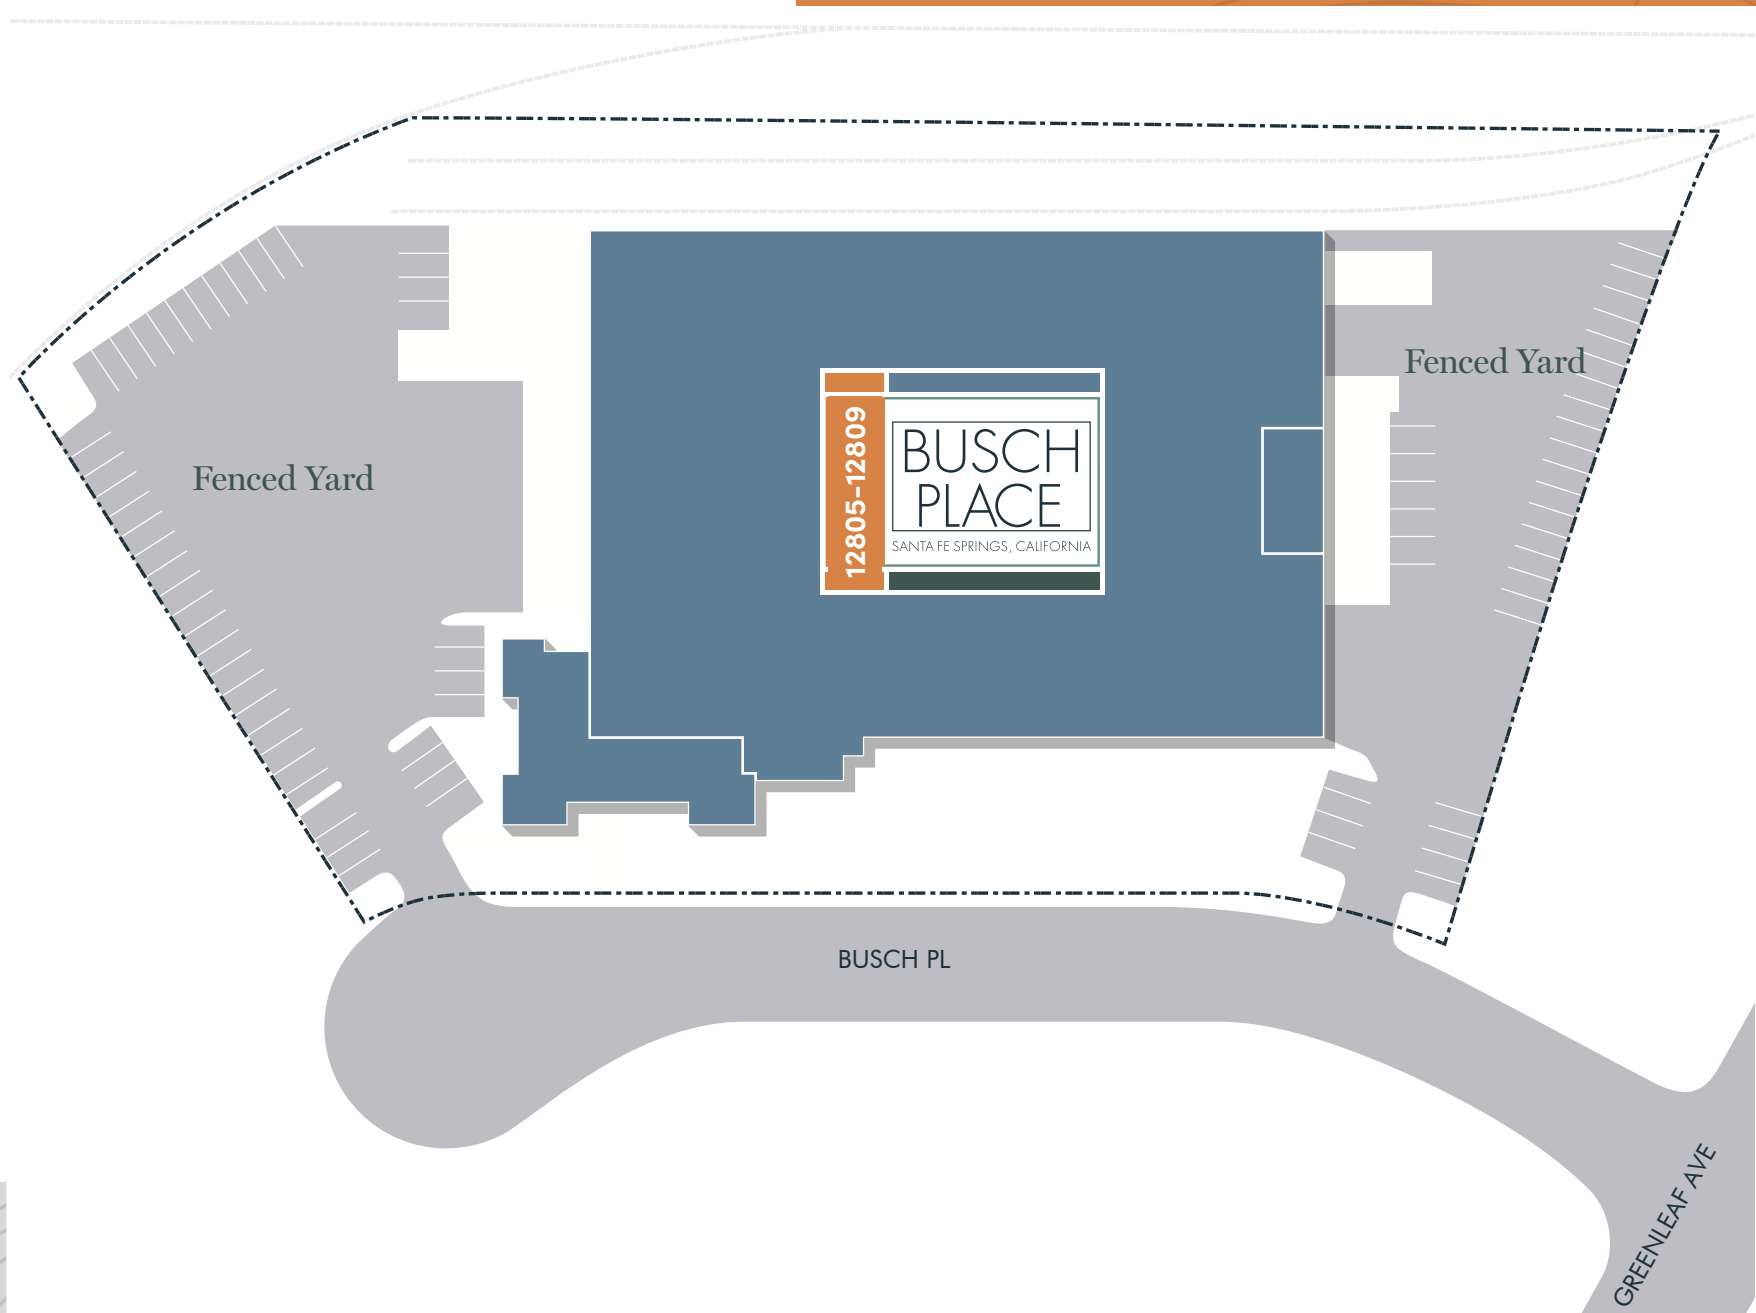 Fenced Yard
Fenced Yard
12805-12809
BUSCH
PLACE
SANTA FE SPRINGS, CALIFORNIA
BUSCH PL
GREENLEAF AVE